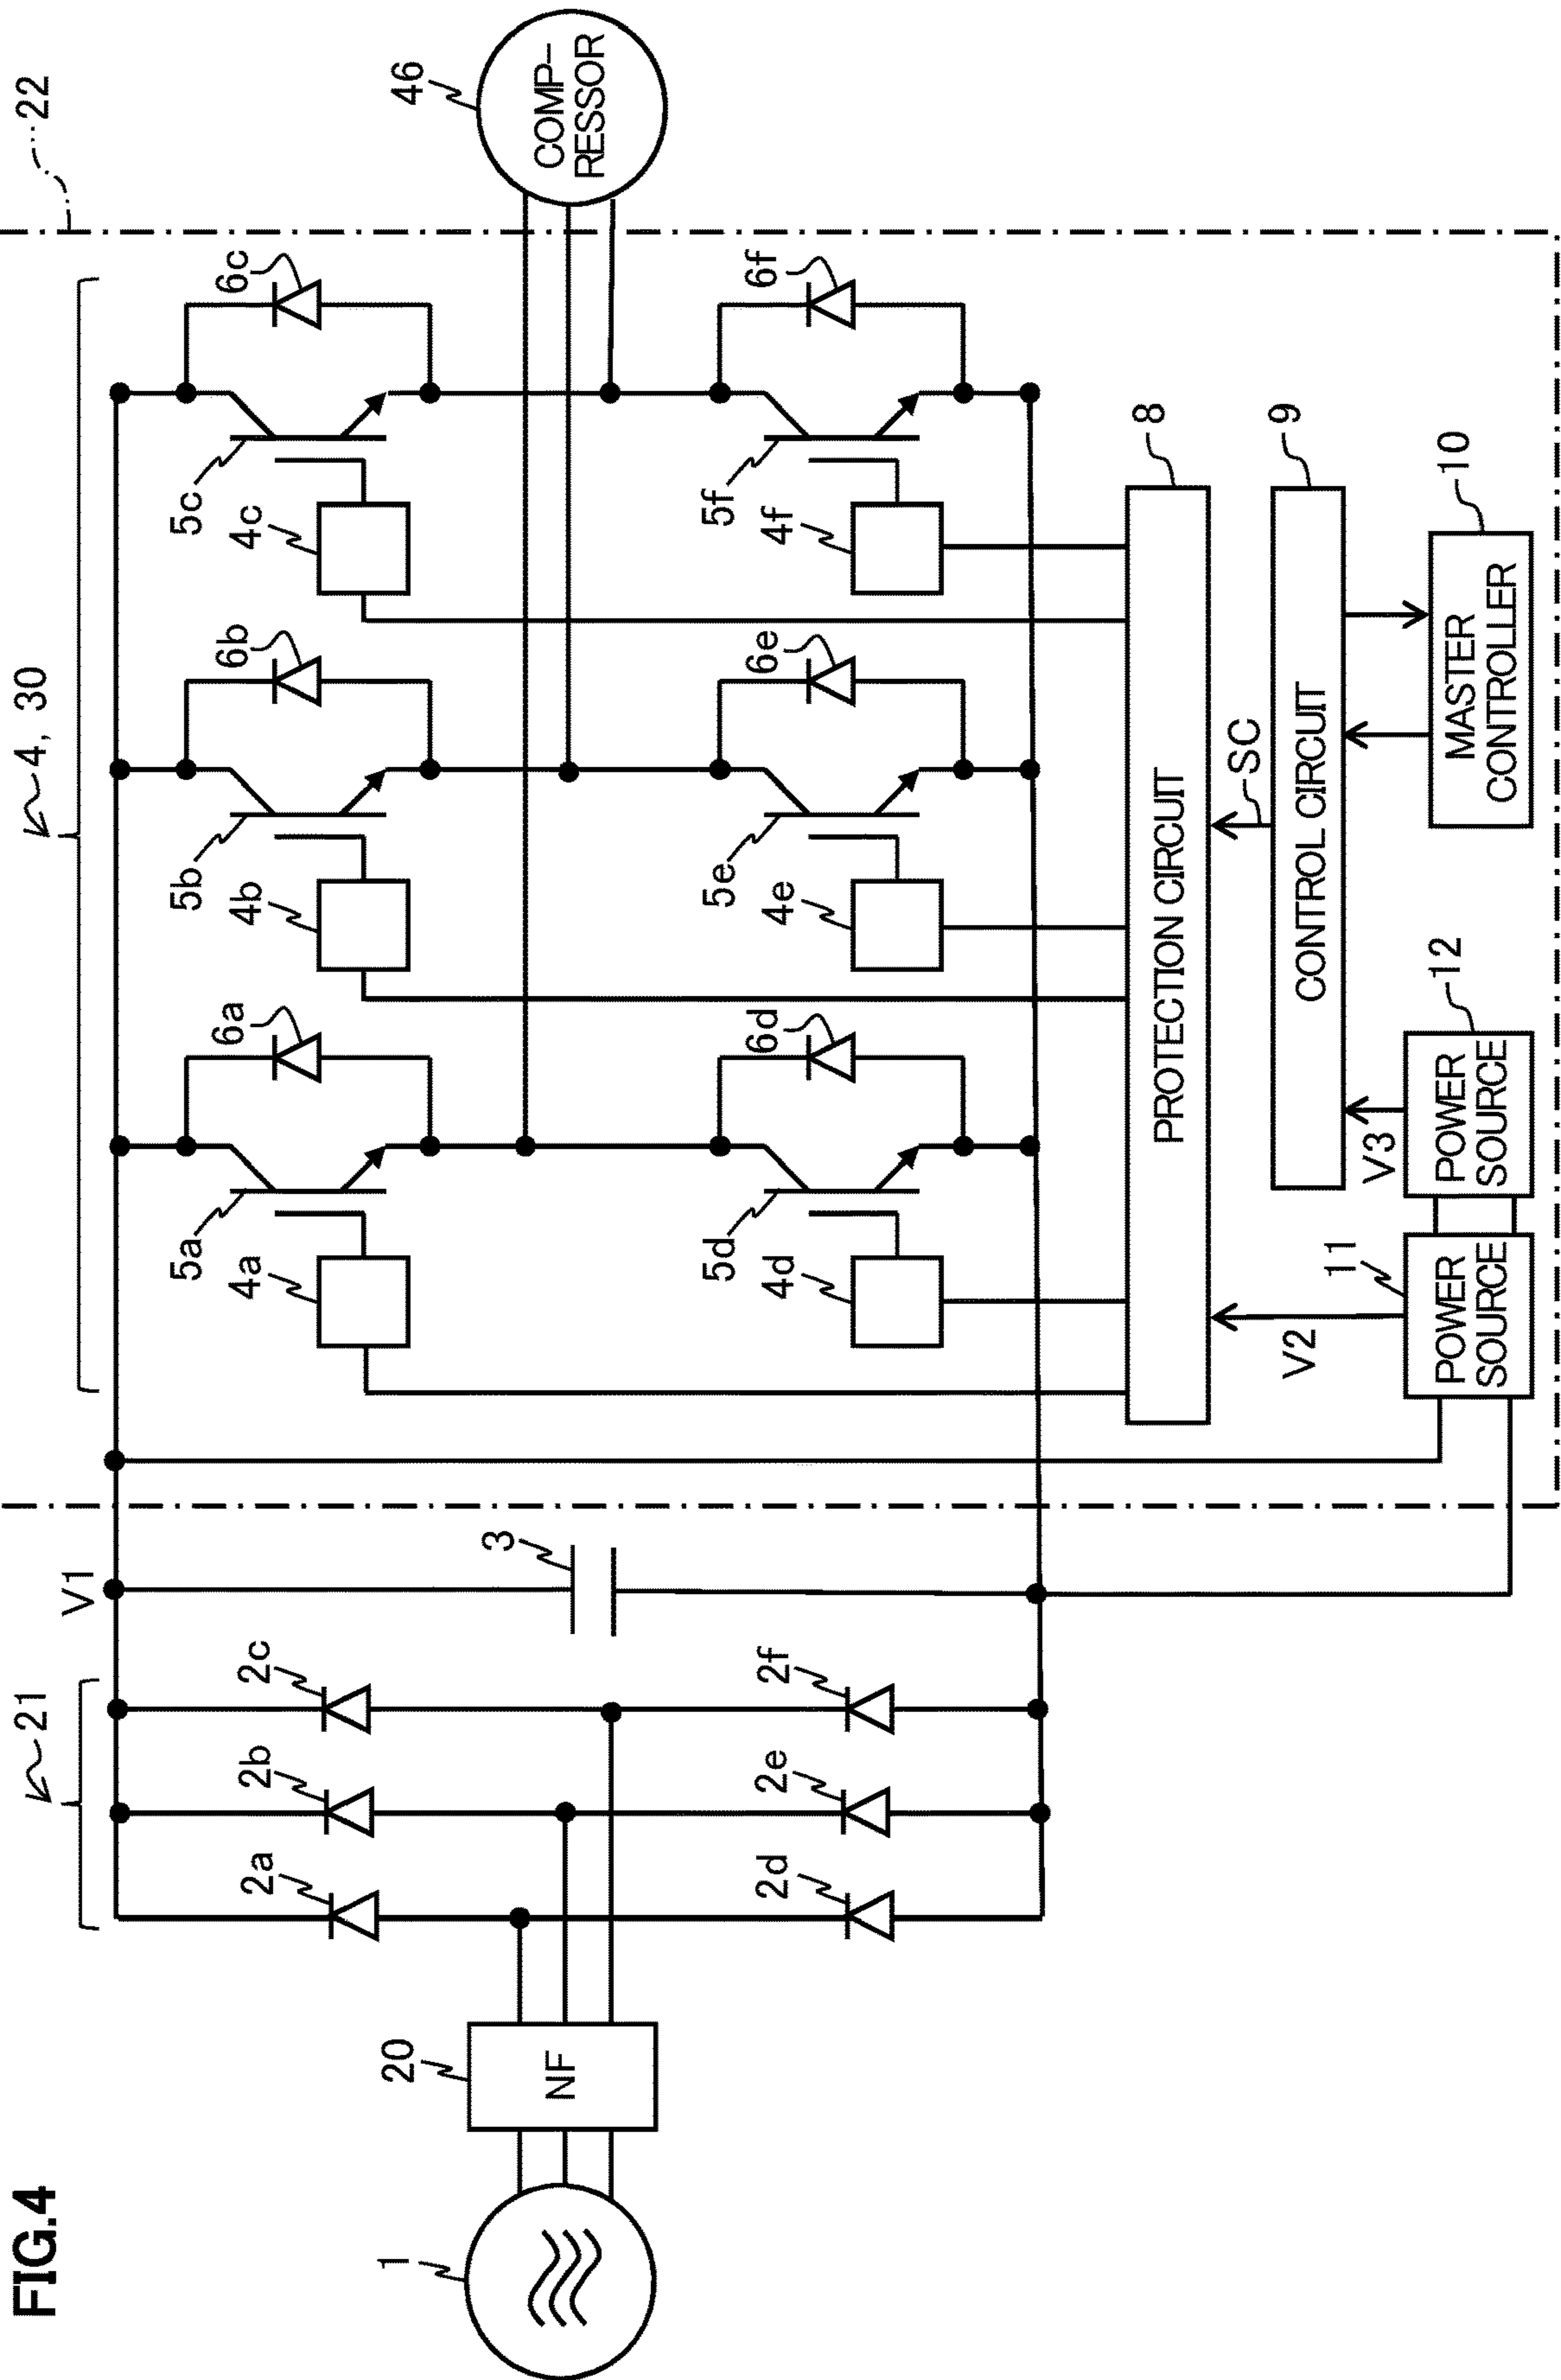 FIG.4
22
4, 30
21
V1
46
COMP-
RESSOR
6c
6b
6a
5c
5b
5a
4c
4b
4a
2c
2b
2a
3
20
NF
1
6f
6e
6d
5f
5e
5d
4f
4e
4d
2f
2e
2d
8
PROTECTION CIRCUIT
SC
9
CONTROL CIRCUIT
V2
V3
11
12
10
POWER
SOURCE
POWER
SOURCE
MASTER
CONTROLLER